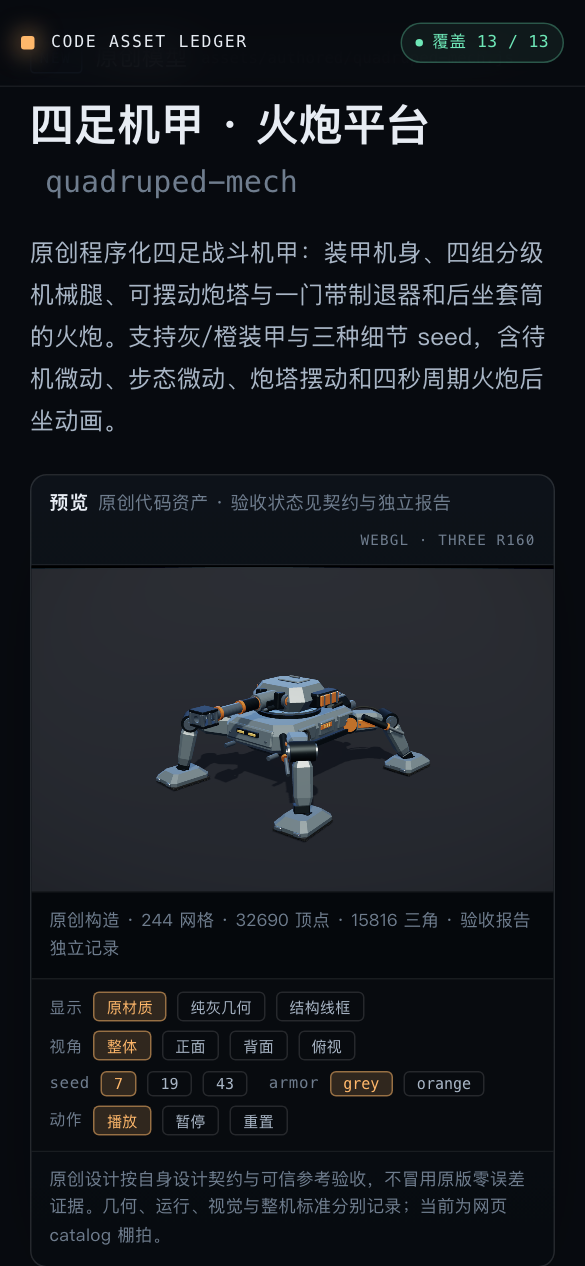 CODE ASSET LEDGER
覆盖 13 / 13
四足机甲 · 火炮平台
quadruped-mech
原创程序化四足战斗机甲：装甲机身、四组分级
机械腿、可摆动炮塔与一门带制退器和后坐套筒
的火炮。支持灰/橙装甲与三种细节 seed，含待
机微动、步态微动、炮塔摆动和四秒周期火炮后
坐动画。
预览 原创代码资产 · 验收状态见契约与独立报告
WEBGL · THREE R160
原创构造 · 244 网格 · 32690 顶点 · 15816 三角 · 验收报告
独立记录
显示 原材质 纯灰几何 结构线框
视角 整体 正面 背面 俯视
seed 7 19 43 armor grey orange
动作 播放 暂停 重置
原创设计按自身设计契约与可信参考验收，不冒用原版零误差
证据。几何、运行、视觉与整机标准分别记录；当前为网页
catalog 棚拍。